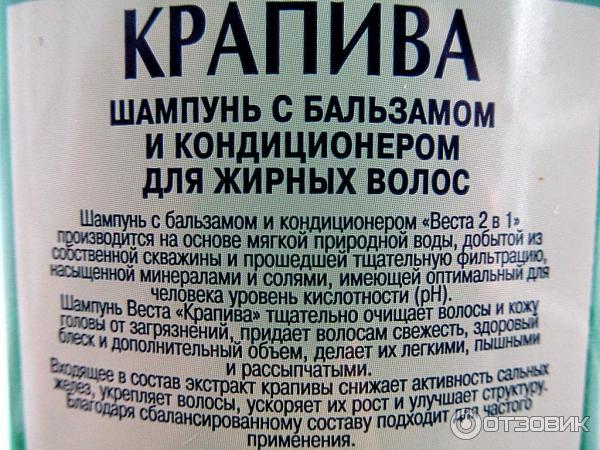 КРАПИВА
ШАМПУНЬ С БАЛЬЗАМОМ
И КОНДИЦИОНЕРОМ
ДЛЯ ЖИРНЫХ ВОЛОС
Шампунь с бальзамом и кондиционером «Веста 2 в 1»
производится на основе мягкой природной воды, добытой из
собственной скважины и прошедшей тщательную фильтрацию,
насыщенной минералами и солями, имеющей оптимальный для
человека уровень кислотности (pH).
Шампунь Веста «Крапива» тщательно очищает волосы и кожу
головы от загрязнений, придает волосам свежесть, здоровый
блеск и дополнительный объем, делает их легкими, пышными
и рассыпчатыми.
Входящее в состав экстракт крапивы снижает активность сальных
желез, укрепляет волосы, ускоряет их рост и улучшает структуру.
Благодаря сбалансированному составу подходит для частого
применения.
ОТЗОВИК